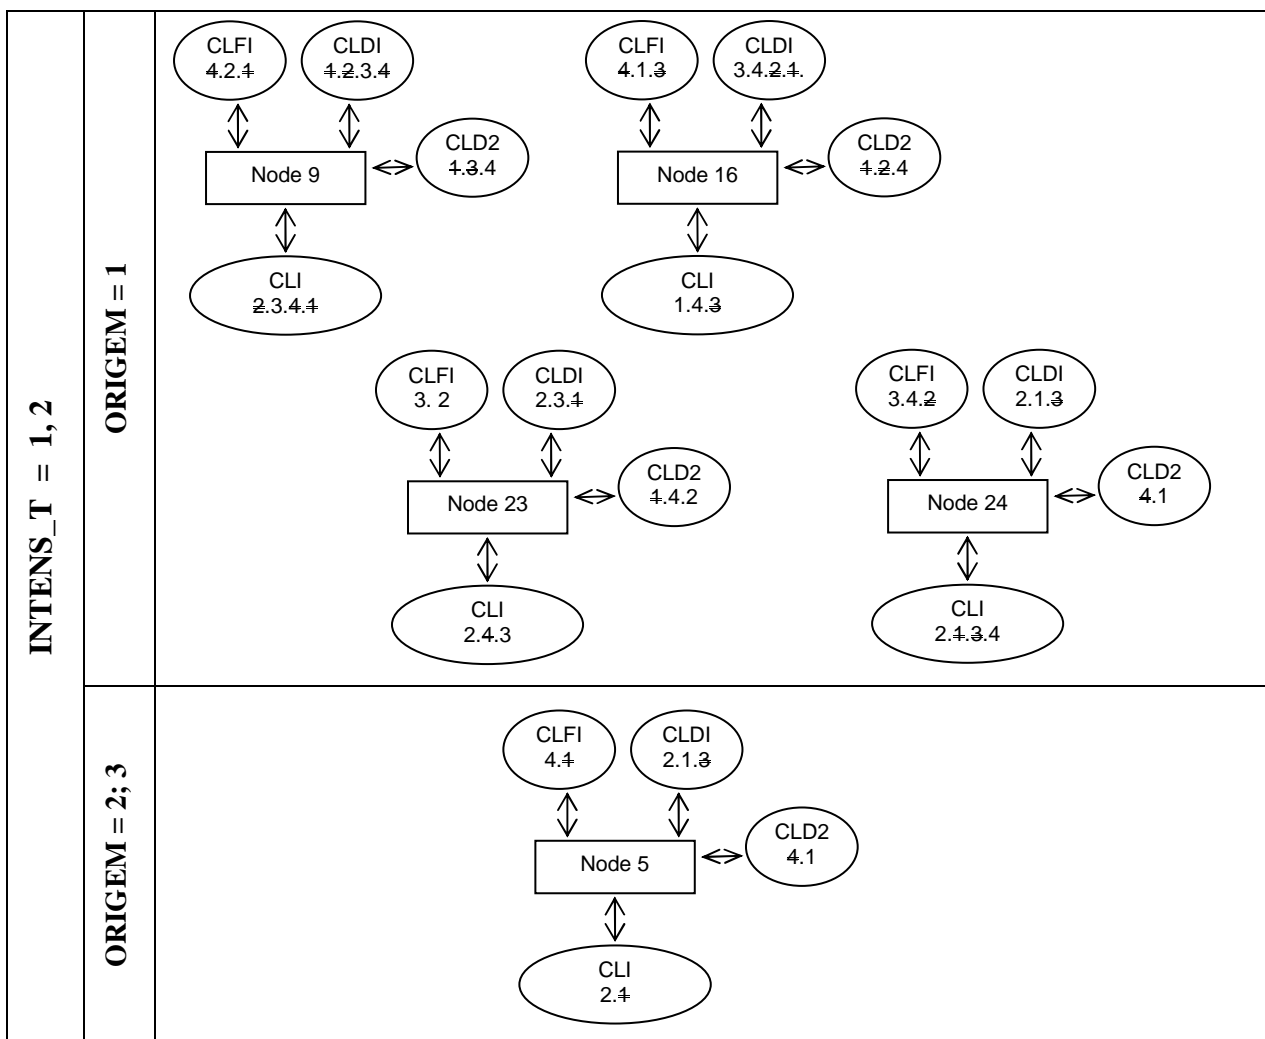 INTENS_T = 1, 2
ORIGEM = 1
CLFI
4.2.1
CLDI
1.2.3.4
CLD2
1.3.4
Node 9
CLI
2.3.4.1
CLFI
4.1.3
CLDI
3.4.2.1.
CLD2
1.2.4
Node 16
CLI
1.4.3
CLFI
3. 2
CLDI
2.3.1
CLD2
1.4.2
Node 23
CLI
2.4.3
CLFI
3.4.2
CLDI
2.1.3
CLD2
4.1
Node 24
CLI
2.1.3.4
ORIGEM = 2; 3
CLFI
4.1
CLDI
2.1.3
CLD2
4.1
Node 5
CLI
2.1